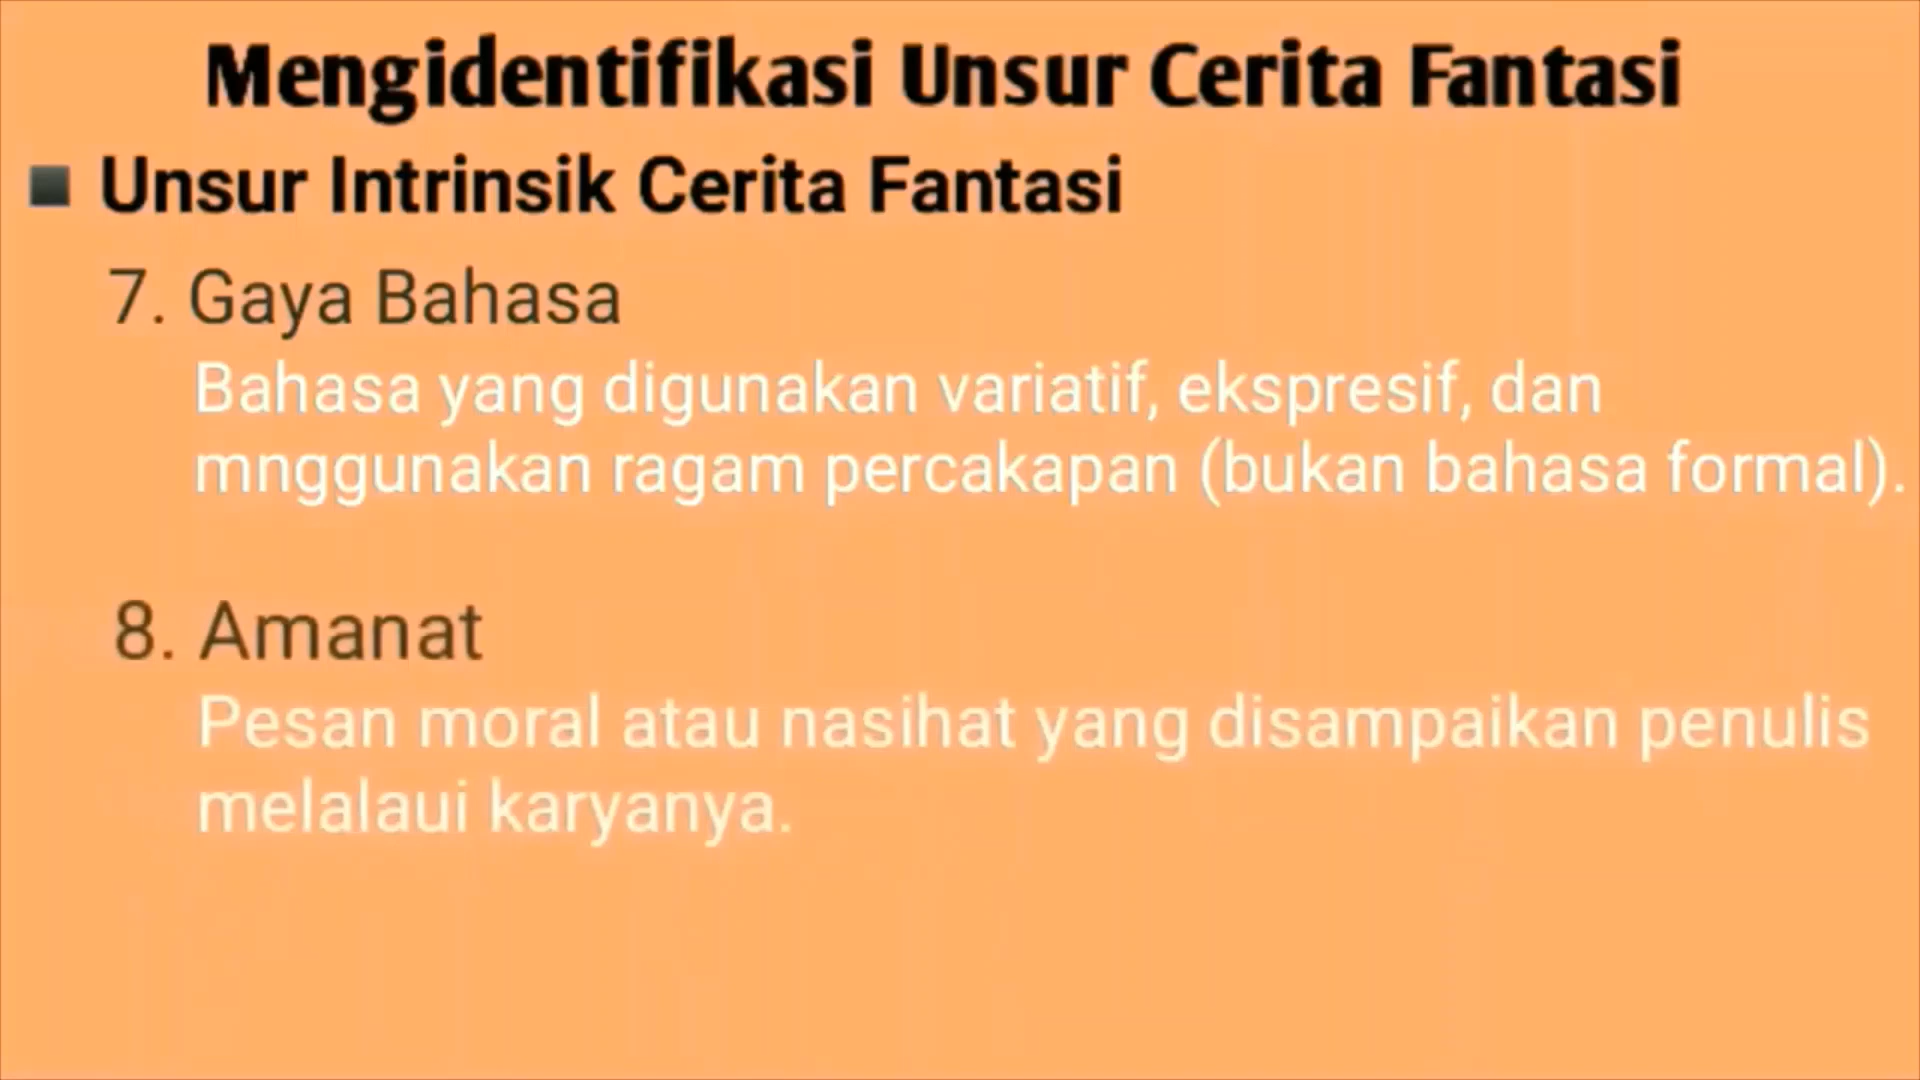 Mengidentifikasi Unsur Cerita Fantasi
Unsur Intrinsik Cerita Fantasi
7. Gaya Bahasa
Bahasa yang digunakan variatif, ekspresif, dan
mnggunakan ragam percakapan (bukan bahasa formal).
8. Amanat
Pesan moral atau nasihat yang disampaikan penulis
melalaui karyanya.